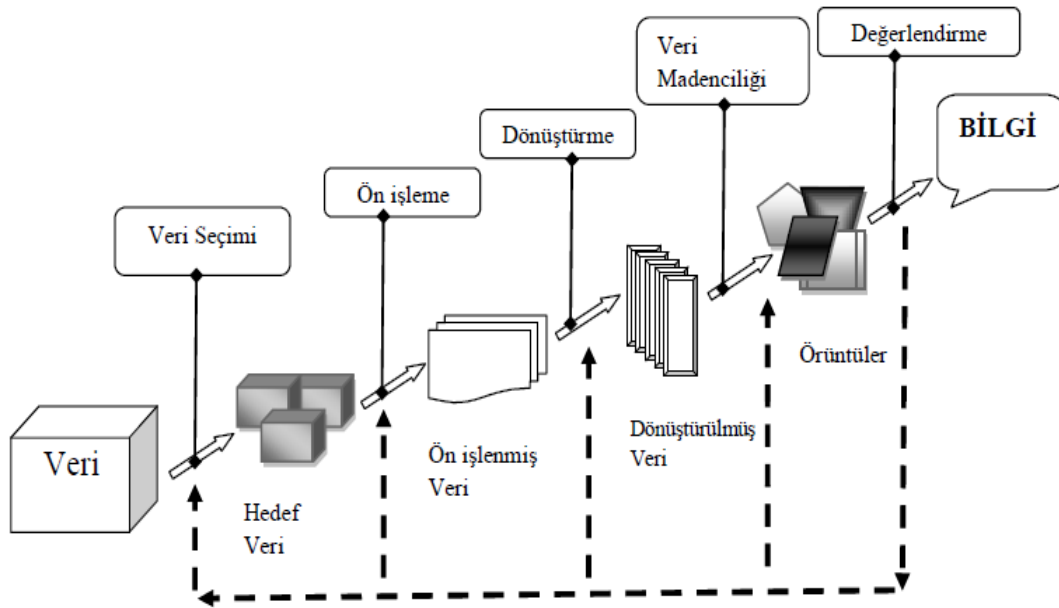 Veri
Madenciliği
Değerlendirme
BİLGİ
Dönüştürme
Ön işleme
Veri Seçimi
Örüntüler
Dönüştürülmüş
Veri
Ön işlenmiş
Veri
Veri
Hedef
Veri